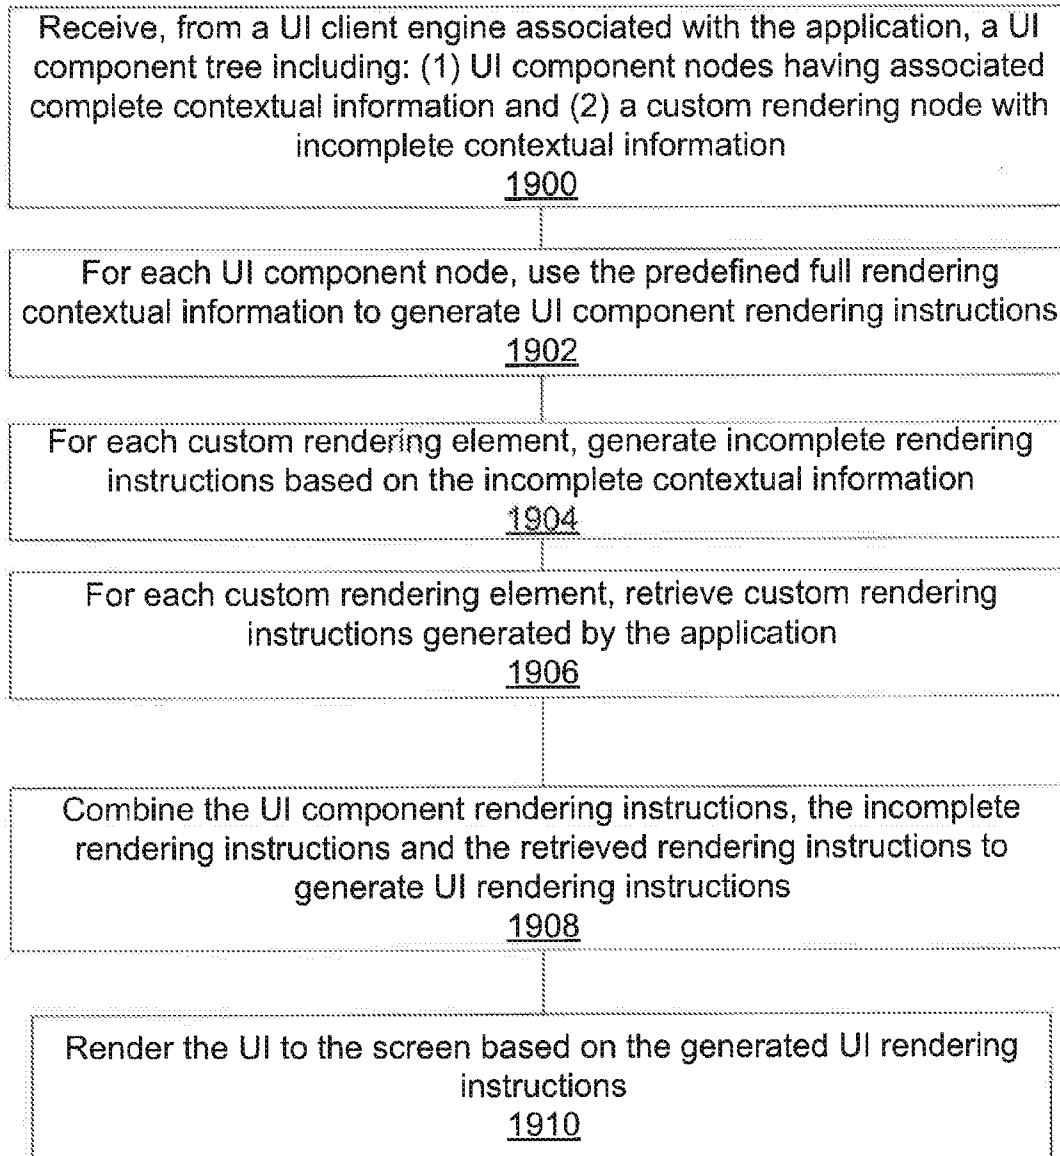 Receive, from a UI client engine associated with the application, a UI
component tree including: (1) UI component nodes having associated
complete contextual information and (2) a custom rendering node with
incomplete contextual information
1900
For each UI component node, use the predefined full rendering
contextual information to generate UI component rendering instructions
1902
For each custom rendering element, generate incomplete rendering
instructions based on the incomplete contextual information
1904
For each custom rendering element, retrieve custom rendering
instructions generated by the application
1906
Combine the UI component rendering instructions, the incomplete
rendering instructions and the retrieved rendering instructions to
generate UI rendering instructions
1908
Render the UI to the screen based on the generated UI rendering
instructions
1910